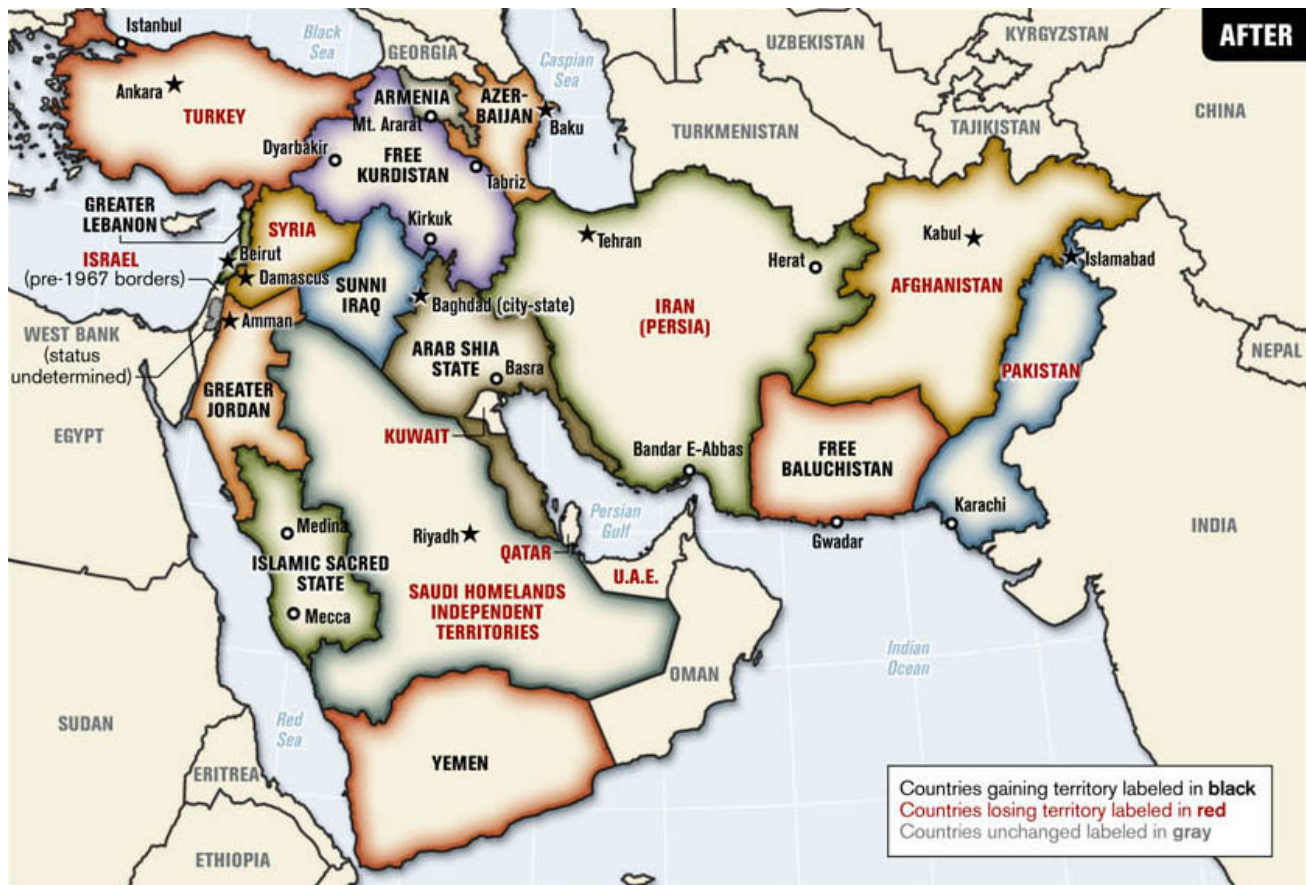 AFTER
Istanbul
Black
Sea
GEORGIA
Caspian
Sea
UZBEKISTAN
KYRGYZSTAN
Ankara
TURKEY
ARMENIA
Mt. Ararat
AZER-
BAIJAN
Baku
TURKMENISTAN
TAJIKISTAN
CHINA
Dyarbakir
FREE
KURDISTAN
Tabriz
GREATER
LEBANON
SYRIA
Kirkuk
Tehran
Herat
Kabul
Islamabad
ISRAEL
(pre-1967 borders)
Beirut
Damascus
SUNNI
IRAQ
Baghdad (city-state)
IRAN
(PERSIA)
AFGHANISTAN
WEST BANK
(status
undetermined)
Amman
ARAB SHIA
STATE
Basra
PAKISTAN
NEPAL
GREATER
JORDAN
EGYPT
KUWAIT
Bandar E-Abbas
FREE
BALUCHISTAN
Karachi
Gwadar
INDIA
Medina
ISLAMIC SACRED
STATE
Mecca
Riyadh
Persian
Gulf
QATAR
U.A.E.
SAUDI HOMELANDS
INDEPENDENT
TERRITORIES
OMAN
Indian
Ocean
SUDAN
Red
Sea
YEMEN
ERITREA
ETHIOPIA
Countries gaining territory labeled in black
Countries losing territory labeled in red
Countries unchanged labeled in gray